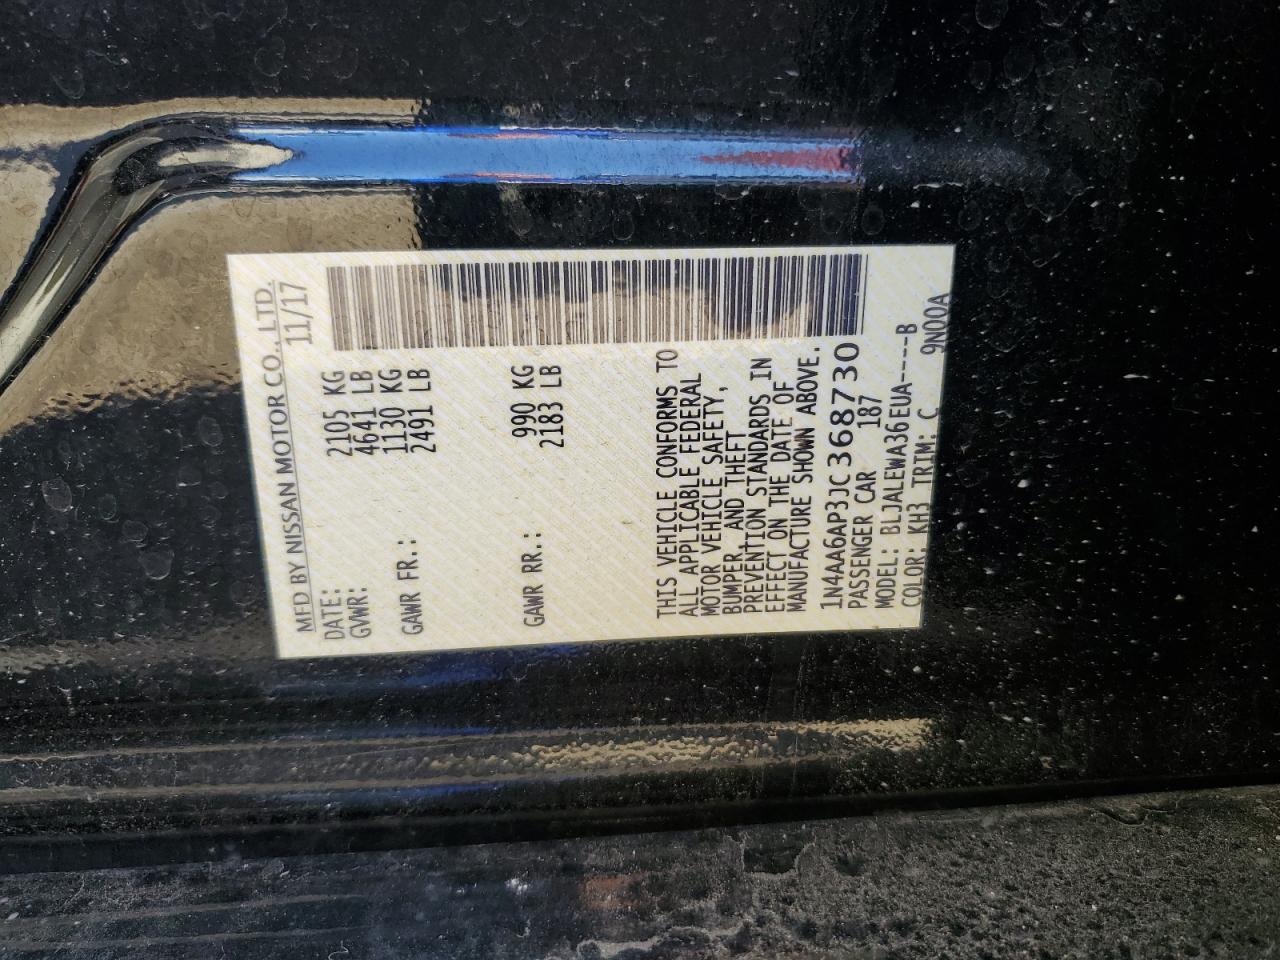 MFD BY NISSAN MOTOR CO., LTD.
DATE: 11/17
GVWR: 2105 KG
4641 LB
GAWR FR.: 1130 KG
2491 LB
GAWR RR.: 990 KG
2183 LB
THIS VEHICLE CONFORMS TO
ALL APPLICABLE FEDERAL
MOTOR VEHICLE SAFETY,
BUMPER, AND THEFT
PREVENTION STANDARDS IN
EFFECT ON THE DATE OF
MANUFACTURE SHOWN ABOVE.
1N4AA6AP3JC368730
PASSENGER CAR 187
MODEL: BLJALEWA36EUA----B
COLOR: KH3 TRIM: C 9N00A